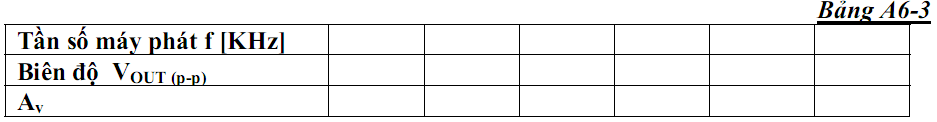 Bảng A6-3
Tần số máy phát f [KHz]
Biên độ VOUT (p-p)
Av